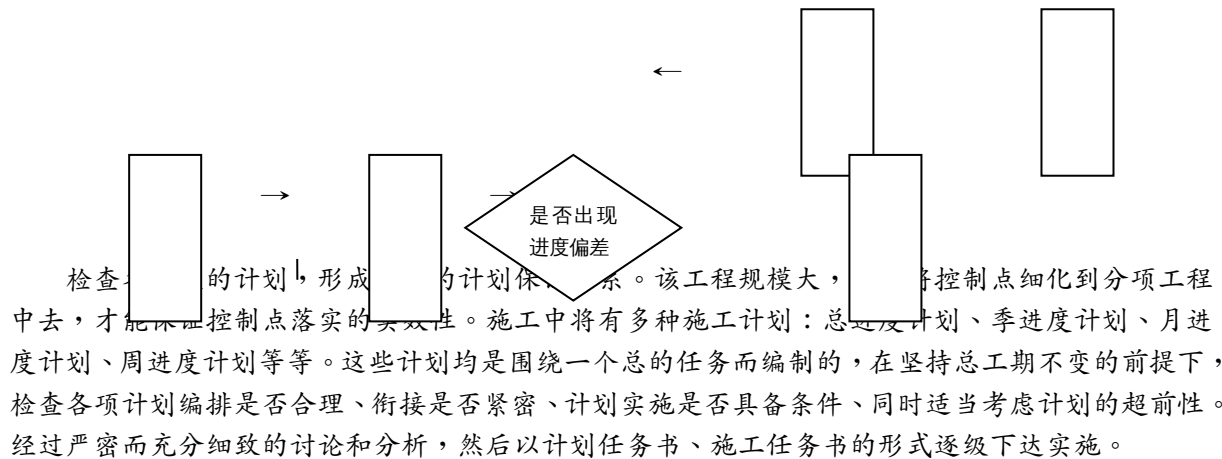 是否出现
进度偏差
检查 的计划，形成 的计划保 系。该工程规模大， 将控制点细化到分项工程
中去，才能保证控制点落实的实效性。施工中将有多种施工计划：总进度计划、季进度计划、月进
度计划、周进度计划等等。这些计划均是围绕一个总的任务而编制的，在坚持总工期不变的前提下，
检查各项计划编排是否合理、衔接是否紧密、计划实施是否具备条件、同时适当考虑计划的超前性。
经过严密而充分细致的讨论和分析，然后以计划任务书、施工任务书的形式逐级下达实施。